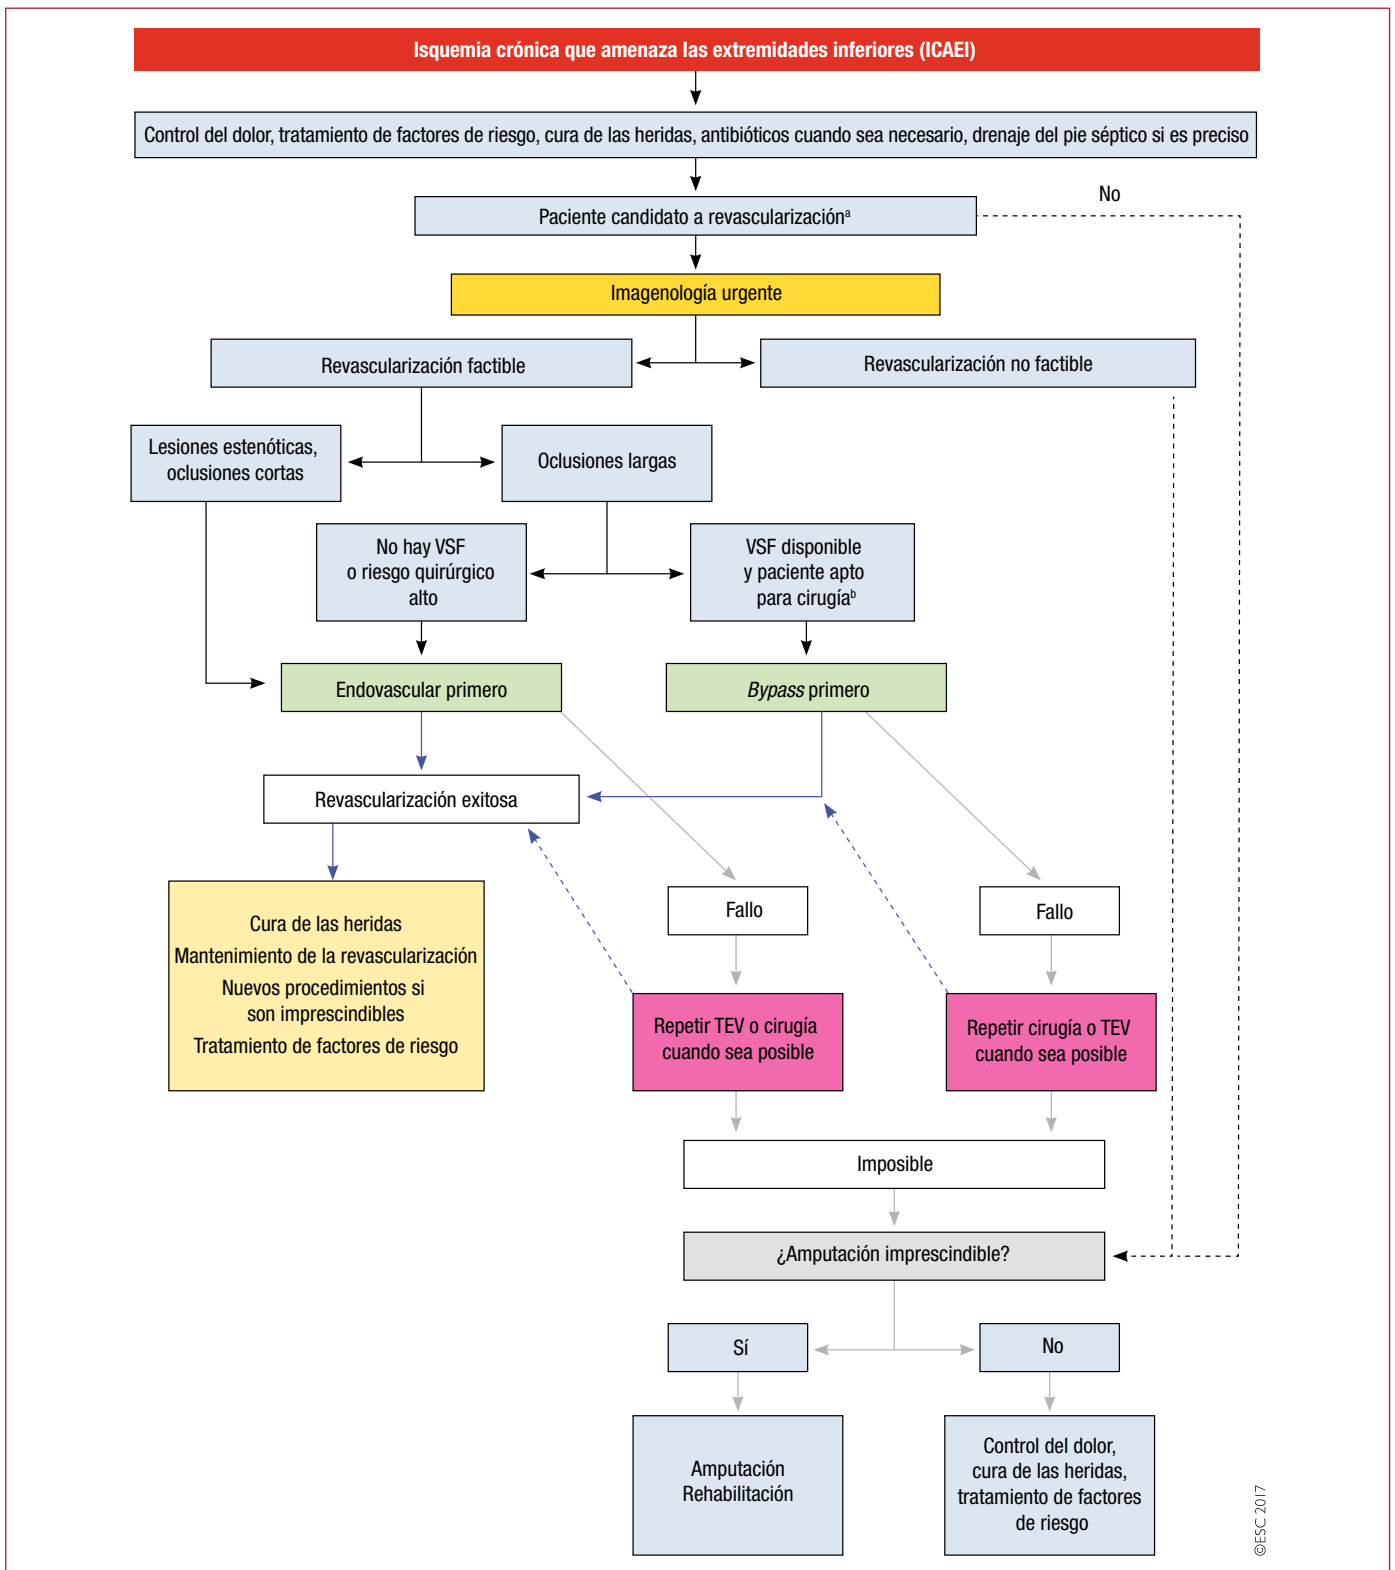 Isquemia crónica que amenaza las extremidades inferiores (ICAEI)
Control del dolor, tratamiento de factores de riesgo, cura de las heridas, antibióticos cuando sea necesario, drenaje del pie séptico si es preciso
No
Paciente candidato a revascularizaciónª
Imagenología urgente
Revascularización factible
Revascularización no factible
Lesiones estenóticas,
oclusiones cortas
Oclusiones largas
No hay VSF
o riesgo quirúrgico
alto
VSF disponible
y paciente apto
para cirugíaᵇ
Endovascular primero
Bypass primero
Revascularización exitosa
Cura de las heridas
Mantenimiento de la revascularización
Nuevos procedimientos si
son imprescindibles
Tratamiento de factores de riesgo
Fallo
Fallo
Repetir TEV o cirugía
cuando sea posible
Repetir cirugía o TEV
cuando sea posible
Imposible
¿Amputación imprescindible?
Sí
No
Amputación
Rehabilitación
Control del dolor,
cura de las heridas,
tratamiento de factores
de riesgo
©ESC 2017